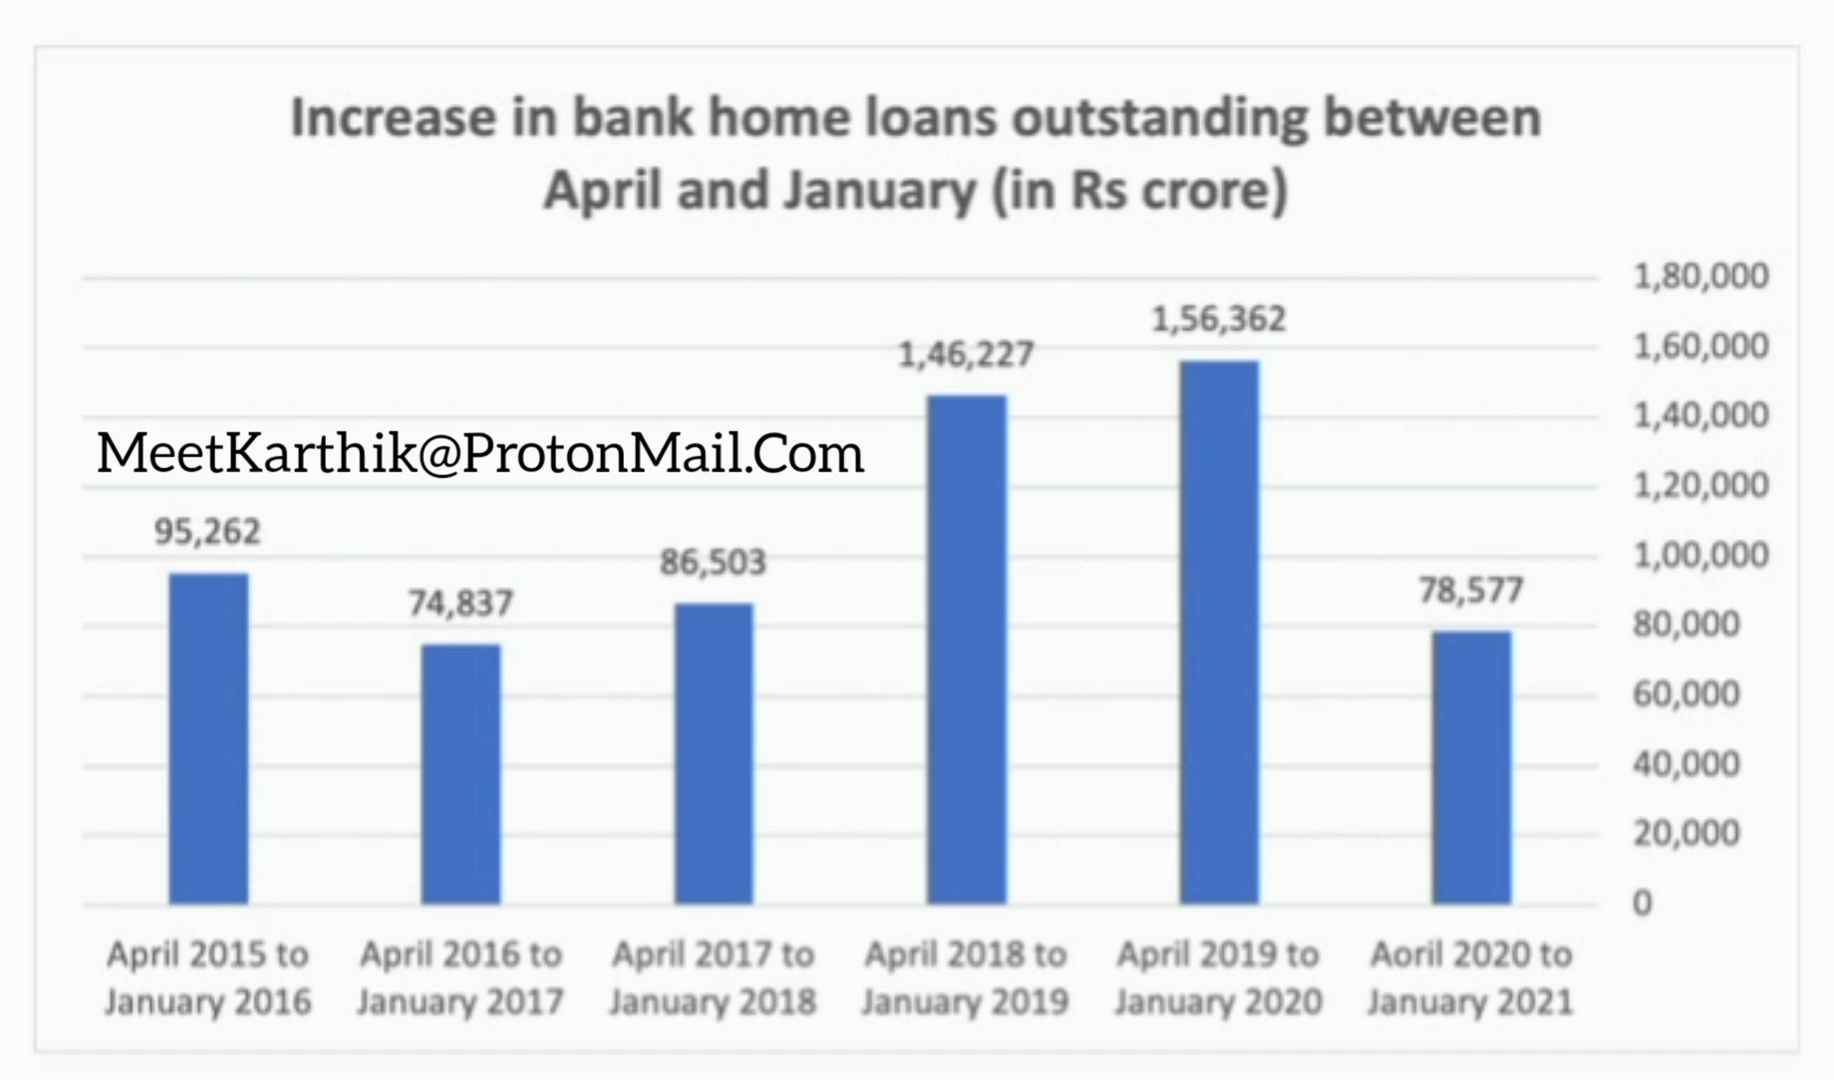 Increase in bank home loans outstanding between
April and January (in Rs crore)
1,80,000
1,60,000
1,40,000
1,20,000
1,00,000
80,000
60,000
40,000
20,000
0
95,262
74,837
86,503
1,46,227
1,56,362
78,577
MeetKarthik@ProtonMail.Com
April 2015 to
January 2016
April 2016 to
January 2017
April 2017 to
January 2018
April 2018 to
January 2019
April 2019 to
January 2020
Aoril 2020 to
January 2021